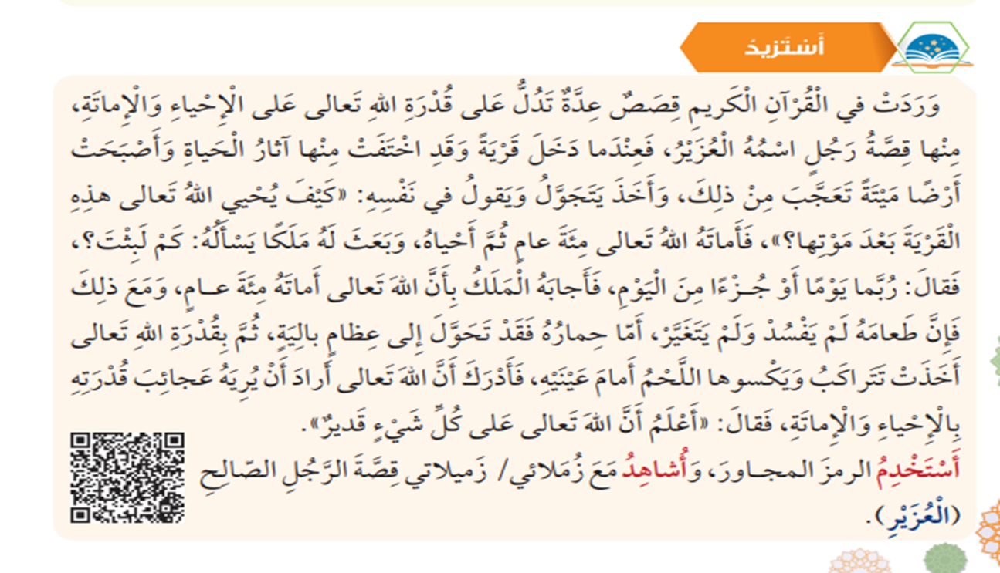 أَسْتَزيدُ
وَرَدَتْ في الْقُرْآنِ الْكَريمِ قِصَصٌ عِدَّةٌ تَدُلُّ عَلى قُدْرَةِ اللهِ تَعالى عَلى الْإِحْياءِ وَالْإِماتَةِ،
مِنْها قِصَّةُ رَجُلٍ اسْمُهُ الْعُزَيْرُ، فَعِنْدَما دَخَلَ قَرْيَةً وَقَدِ اخْتَفَتْ مِنْها آثارُ الْحَياةِ وَأَصْبَحَتْ
أَرْضًا مَيْتَةً تَعَجَّبَ مِنْ ذلِكَ، وَأَخَذَ يَتَجَوَّلُ وَيَقولُ في نَفْسِهِ: «كَيْفَ يُحْيي اللهُ تَعالى هذِهِ
الْقَرْيَةَ بَعْدَ مَوْتِها؟»، فَأَماتَهُ اللهُ تَعالى مِئَةَ عامٍ ثُمَّ أَحْياهُ، وَبَعَثَ لَهُ مَلَكًا يَسْأَلُهُ: كَمْ لَبِثْتَ؟،
فَقالَ: رُبَّما يَوْمًا أَوْ جُزْءًا مِنَ الْيَوْمِ، فَأَجابَهُ الْمَلَكُ بِأَنَّ اللهَ تَعالى أَماتَهُ مِئَةَ عامٍ، وَمَعَ ذلِكَ
فَإِنَّ طَعامَهُ لَمْ يَفْسُدْ وَلَمْ يَتَغَيَّرْ، أَمّا حِمارُهُ فَقَدْ تَحَوَّلَ إِلى عِظامٍ بالِيَةٍ، ثُمَّ بِقُدْرَةِ اللهِ تَعالى
أَخَذَتْ تَتَراكَبُ وَيَكْسوها اللَّحْمُ أَمامَ عَيْنَيْهِ، فَأَدْرَكَ أَنَّ اللهَ تَعالى أَرادَ أَنْ يُرِيَهُ عَجائِبَ قُدْرَتِهِ
بِالْإِحْياءِ وَالْإِماتَةِ، فَقالَ: «أَعْلَمُ أَنَّ اللهَ تَعالى عَلى كُلِّ شَيْءٍ قَديرٌ».
أَسْتَخْدِمُ الرمزَ المجاورَ، وَأُشاهِدُ مَعَ زُمَلائي/ زَميلاتي قِصَّةَ الرَّجُلِ الصّالِحِ
(الْعُزَيْرِ).